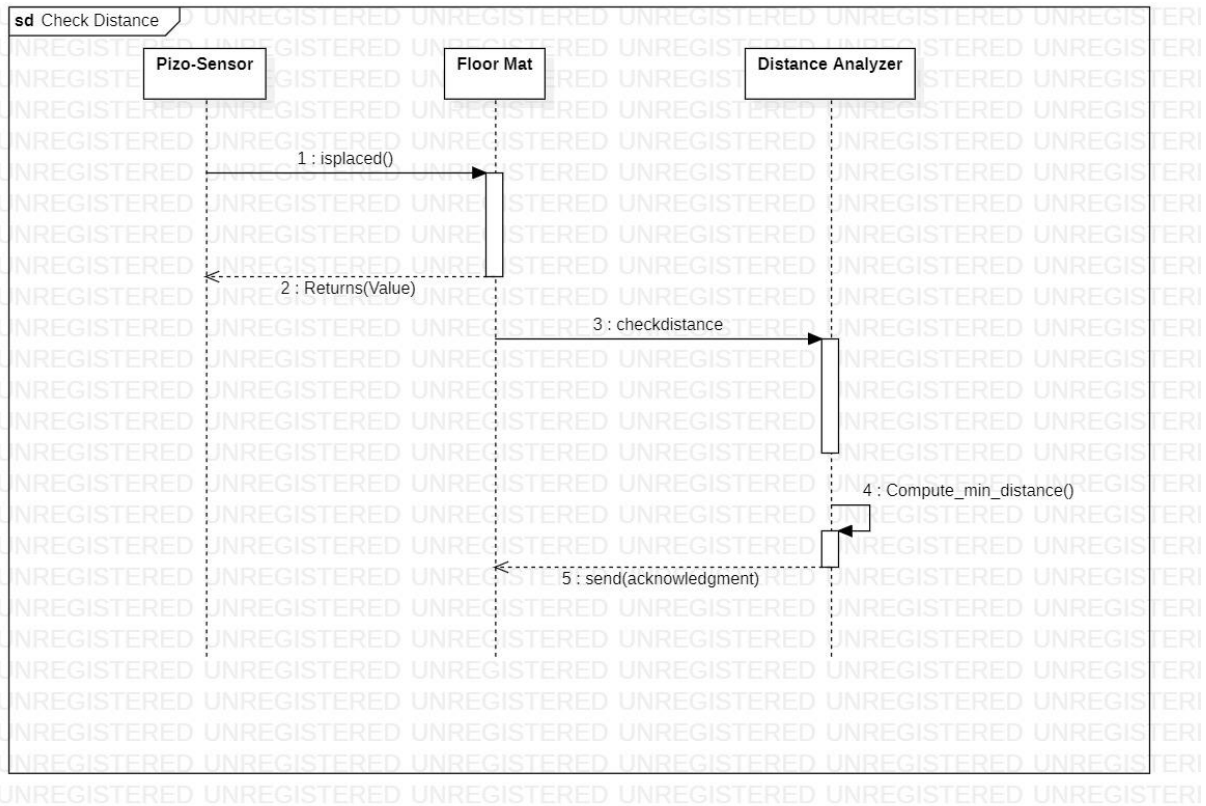 sd Check Distance
Pizo-Sensor
Floor Mat
Distance Analyzer
1 : isplaced()
2 : Returns(Value)
3 : checkdistance
4 : Compute_min_distance()
5 : send(acknowledgment)
UNREGISTERED